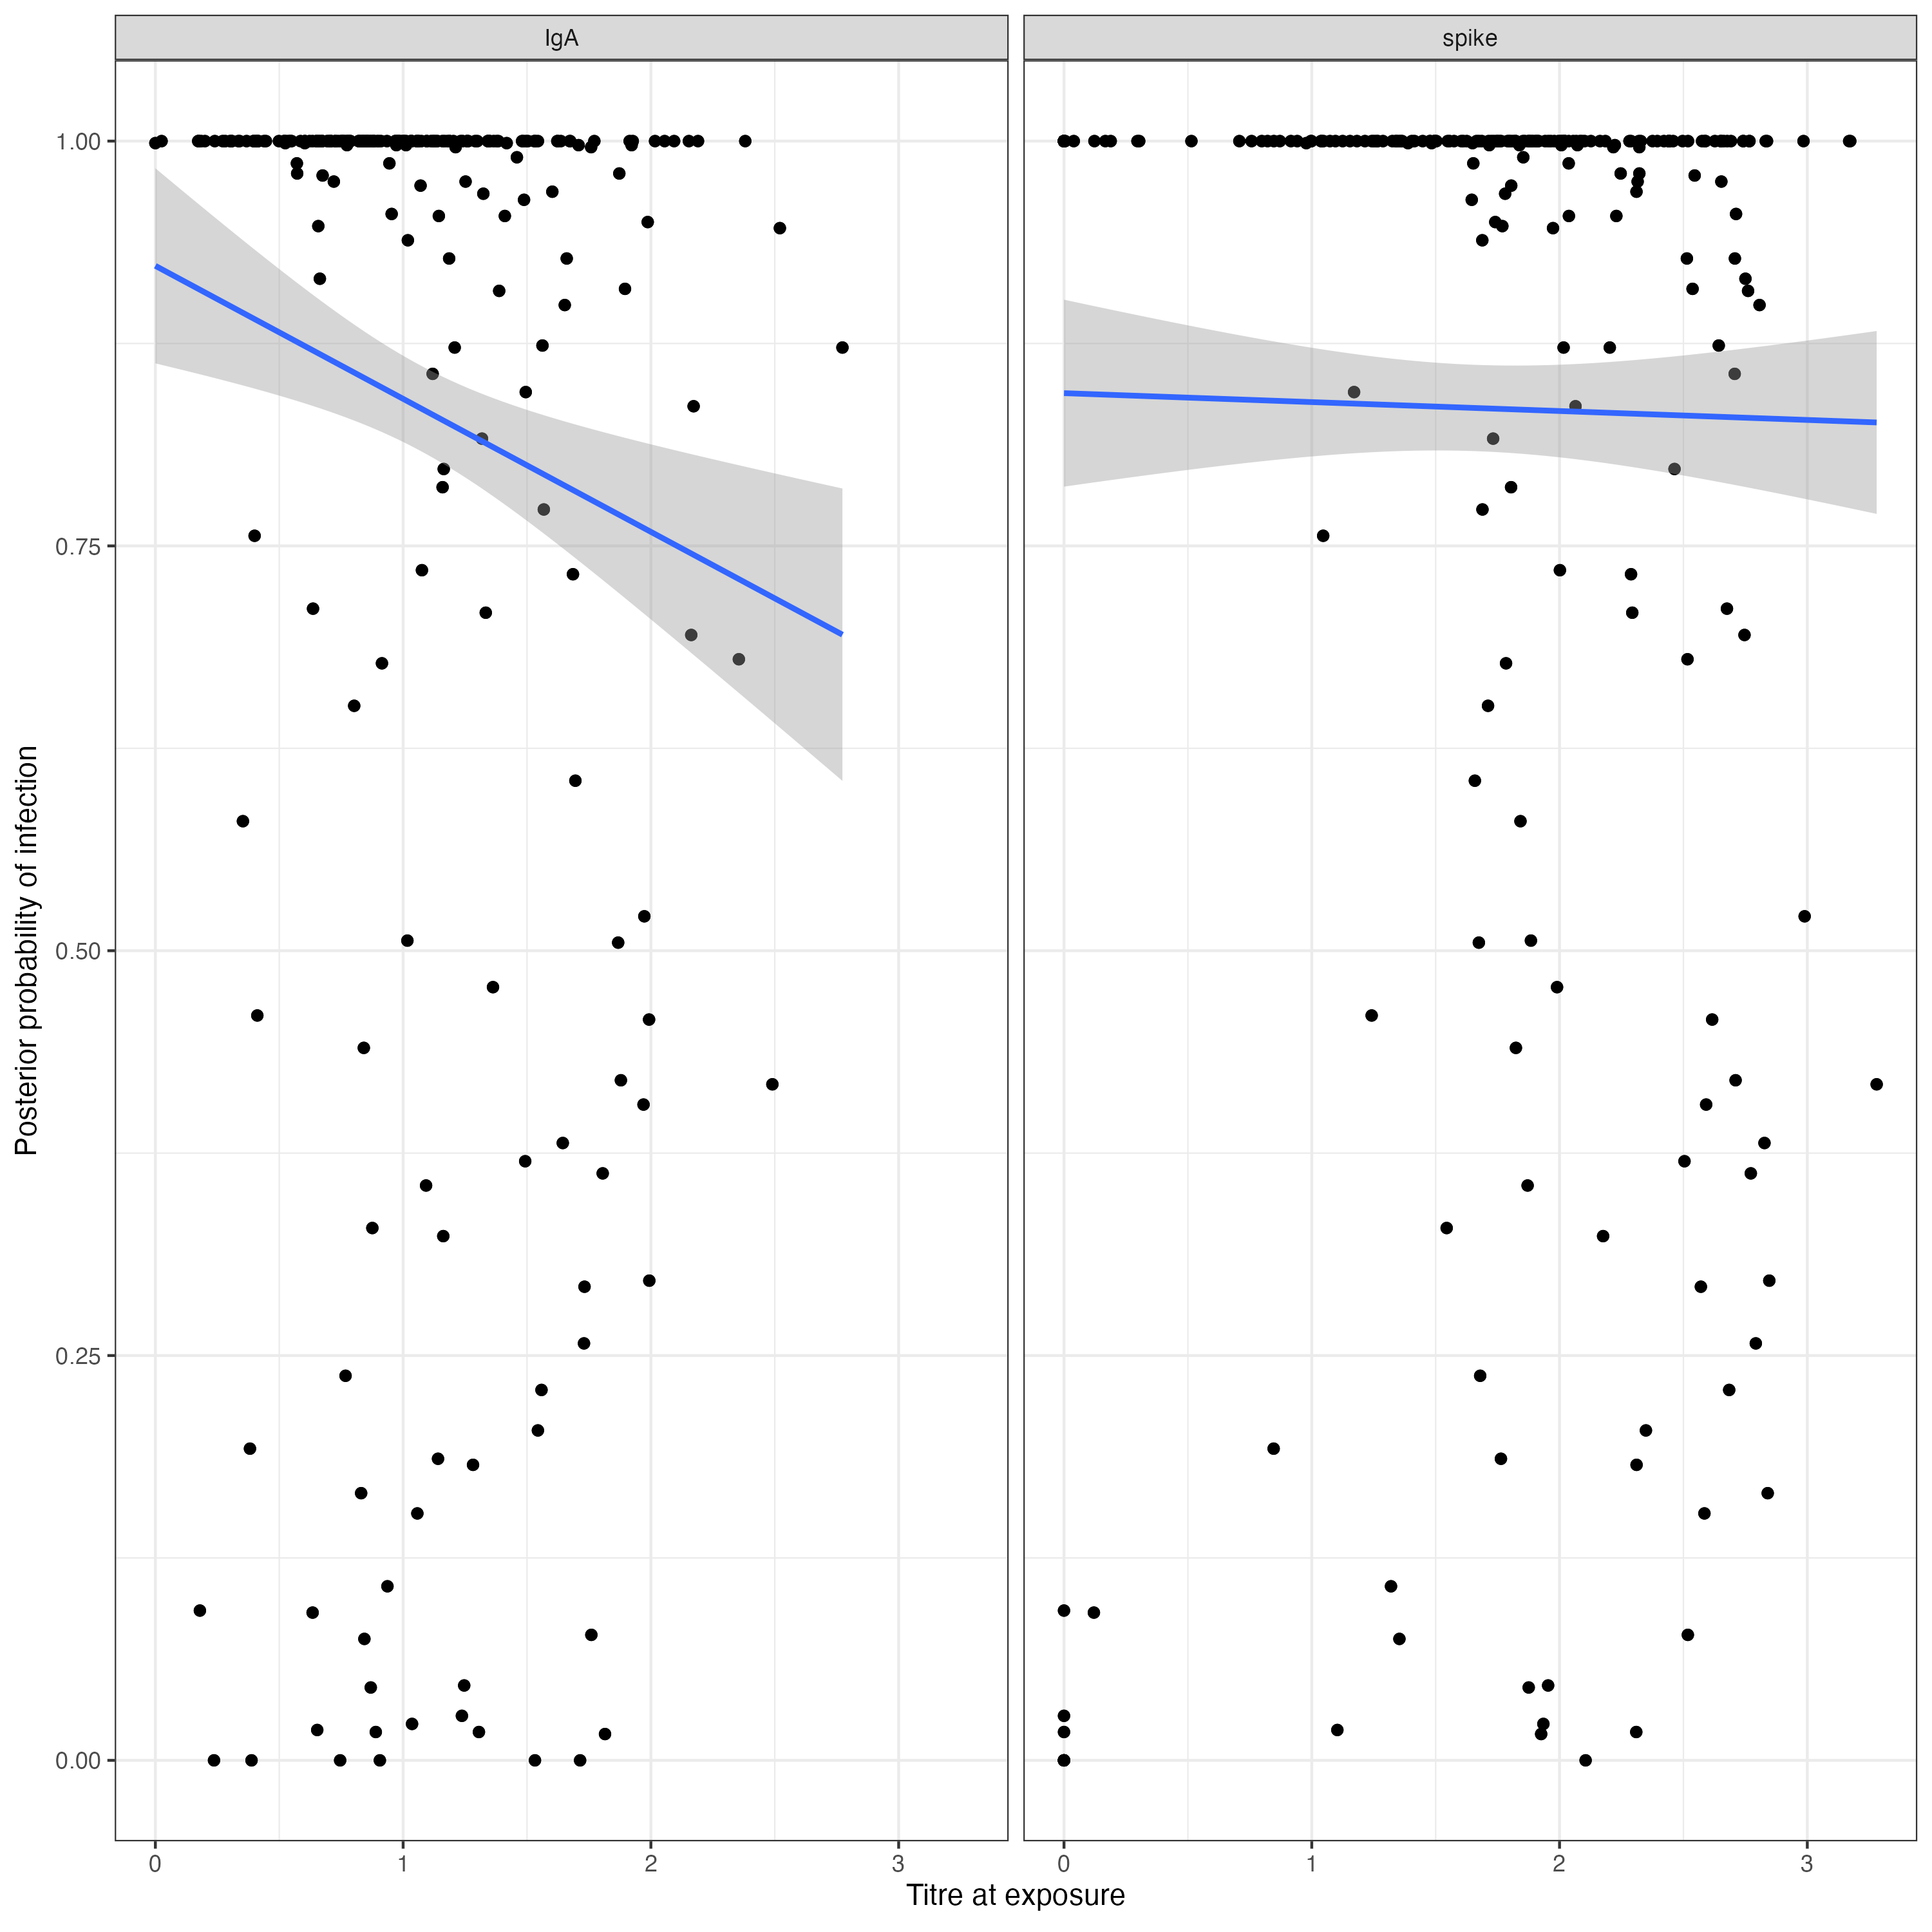 IgA
spike
Posterior probability of infection
1.00
0.75
0.50
0.25
0.00
0 1 2 3
0 1 2 3
Titre at exposure